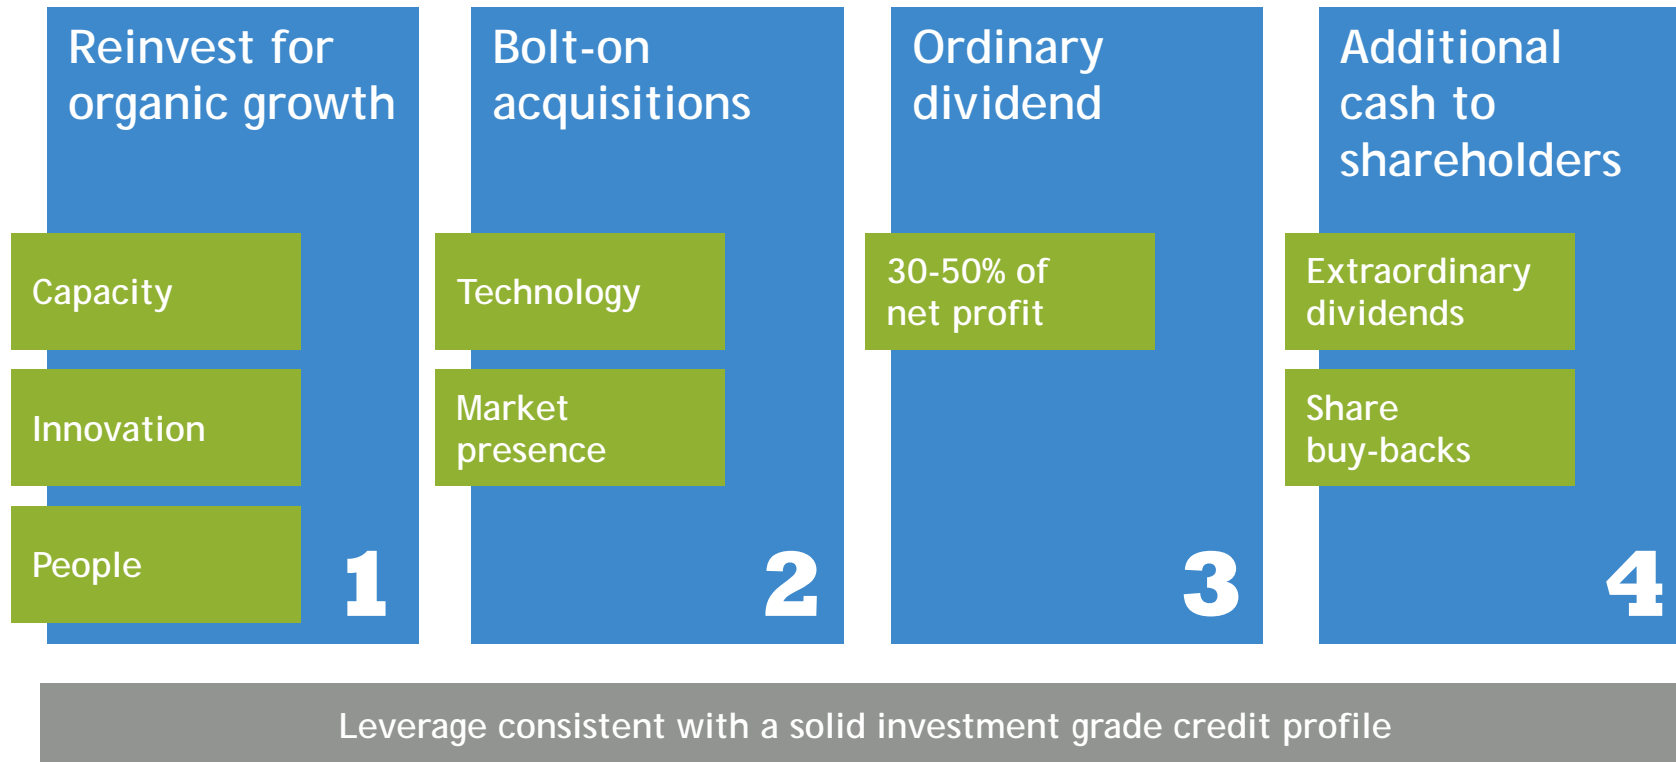 Reinvest for
organic growth
Capacity
Innovation
People
1
Bolt-on
acquisitions
Technology
Market
presence
2
Ordinary
dividend
30-50% of
net profit
3
Additional
cash to
shareholders
Extraordinary
dividends
Share
buy-backs
4
Leverage consistent with a solid investment grade credit profile